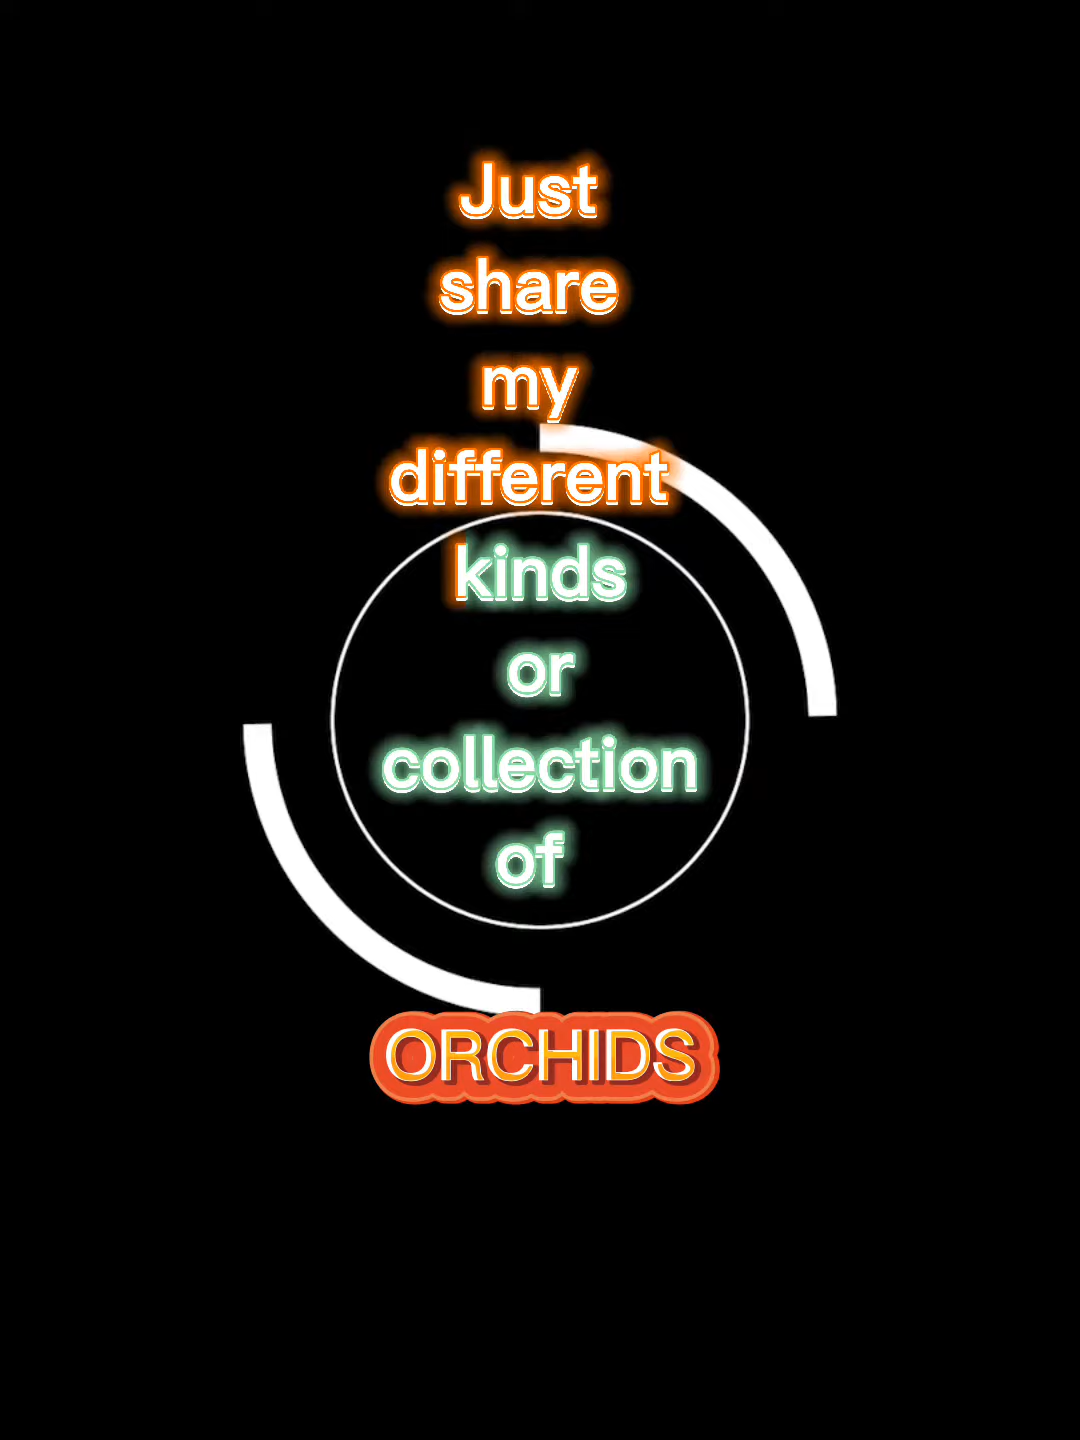 Just
share
my
different
kinds
or
collection
of
ORCHIDS